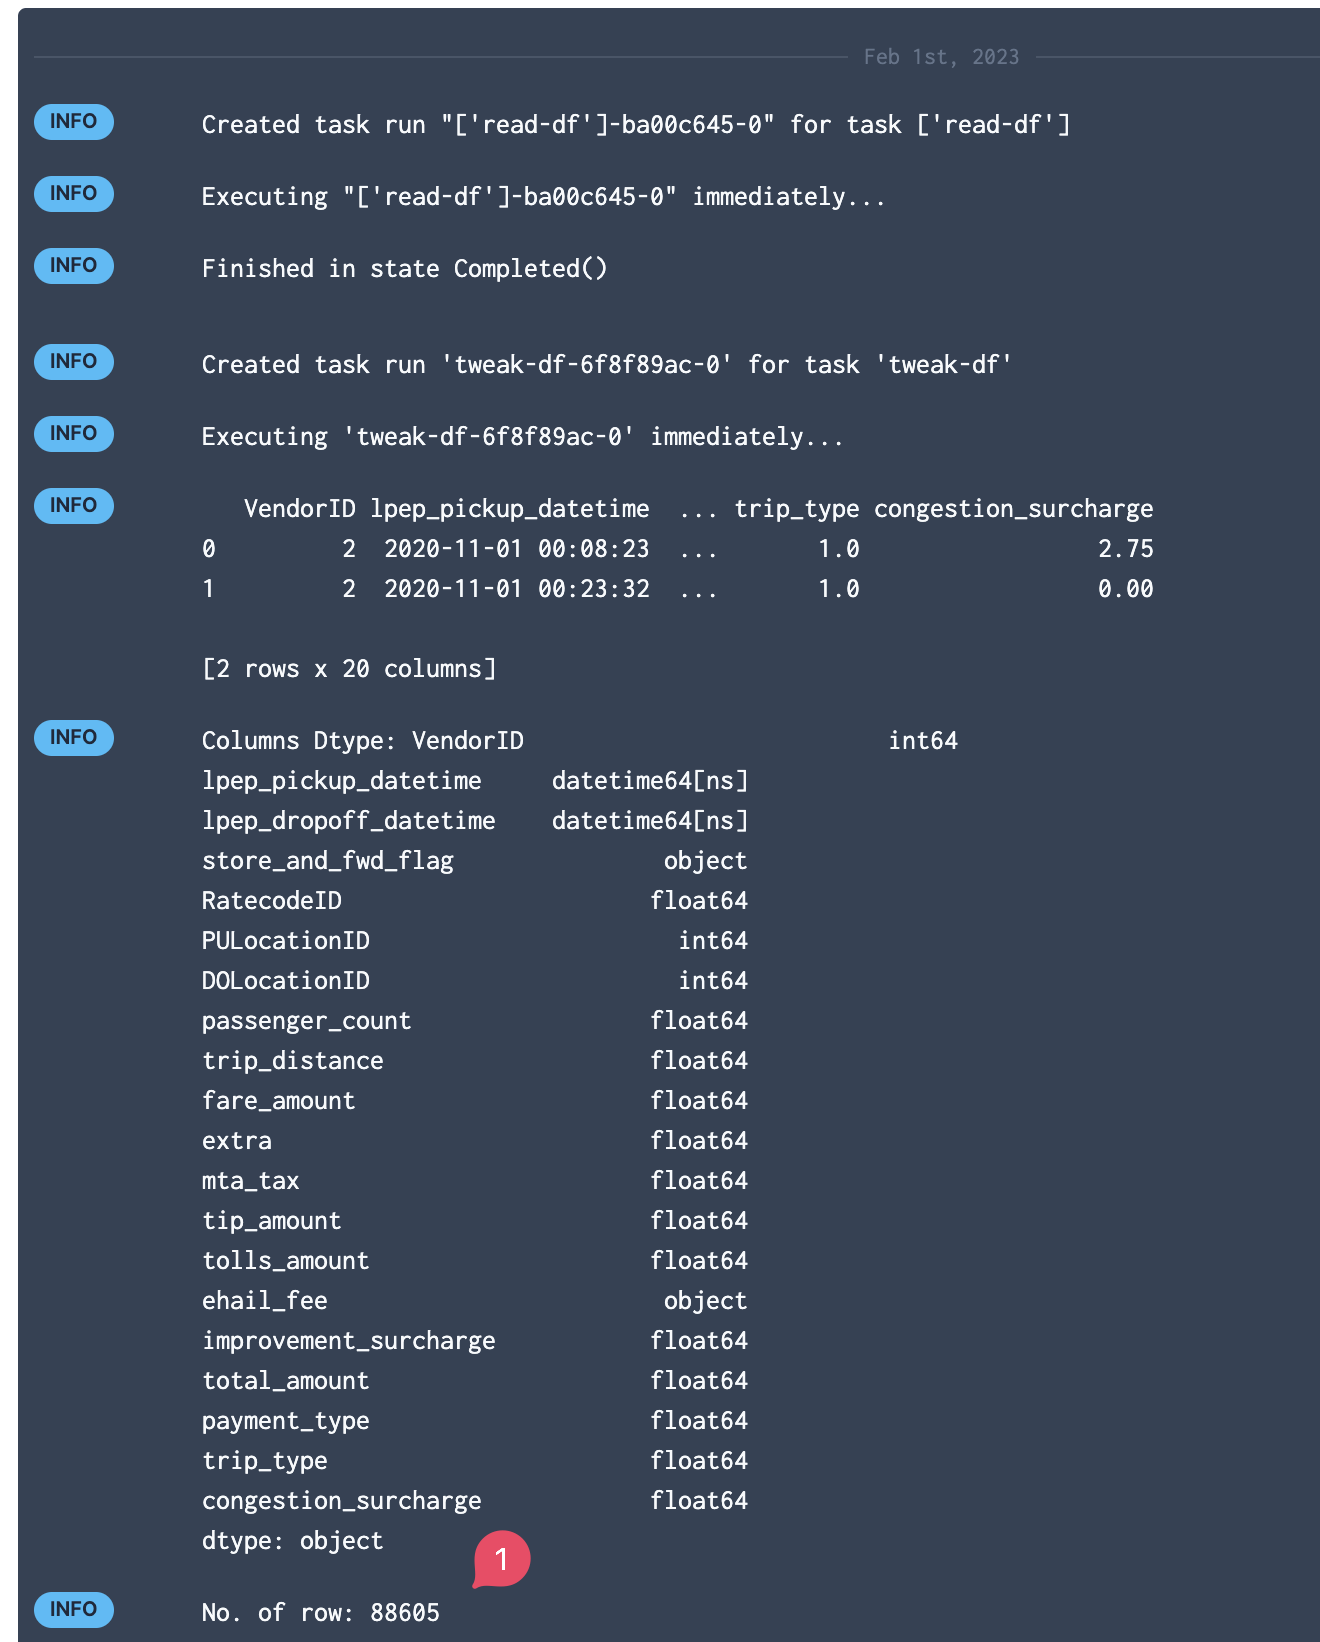 Feb 1st, 2023
INFO Created task run "['read-df']-ba00c645-0" for task ['read-df']
INFO Executing "['read-df']-ba00c645-0" immediately...
INFO Finished in state Completed()
INFO Created task run 'tweak-df-6f8f89ac-0' for task 'tweak-df'
INFO Executing 'tweak-df-6f8f89ac-0' immediately...
INFO VendorID lpep_pickup_datetime ... trip_type congestion_surcharge
0 2 2020-11-01 00:08:23 ... 1.0 2.75
1 2 2020-11-01 00:23:32 ... 1.0 0.00
[2 rows x 20 columns]
INFO Columns Dtype: VendorID int64
lpep_pickup_datetime datetime64[ns]
lpep_dropoff_datetime datetime64[ns]
store_and_fwd_flag object
RatecodeID float64
PULocationID int64
DOLocationID int64
passenger_count float64
trip_distance float64
fare_amount float64
extra float64
mta_tax float64
tip_amount float64
tolls_amount float64
ehail_fee object
improvement_surcharge float64
total_amount float64
payment_type float64
trip_type float64
congestion_surcharge float64
dtype: object
1
INFO No. of row: 88605